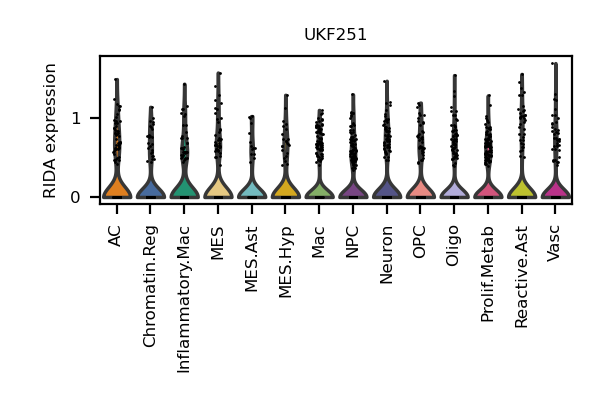 UKF251
RIDA expression
1
0
AC
Chromatin.Reg
Inflammatory.Mac
MES
MES.Ast
MES.Hyp
Mac
NPC
Neuron
OPC
Oligo
Prolif.Metab
Reactive.Ast
Vasc